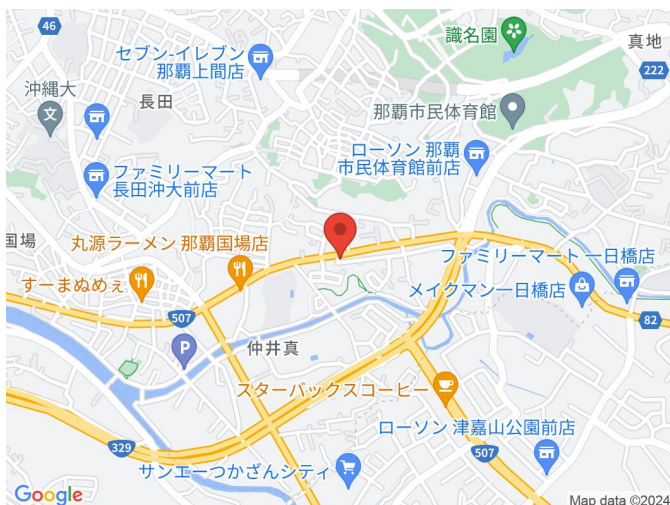 46
セブン-イレブン
那覇上間店
識名園
真地
222
沖縄大
文
長田
那覇市民体育館
ローソン 那覇
市民体育館前店
ファミリーマート
長田沖大前店
国場
丸源ラーメン 那覇国場店
すーまぬめぇ
ファミリーマート 一日橋店
メイクマン一日橋店
507
82
P
仲井真
スターバックスコーヒー
329
ローソン 津嘉山公園前店
507
サンエーつかざんシティ
Google
Map data ©2024